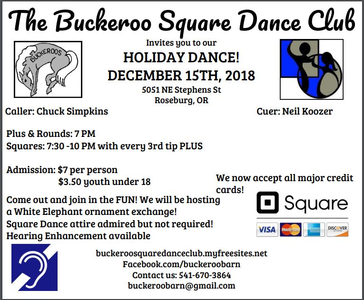 The Buckeroo Square Dance Club
Invites you to our
HOLIDAY DANCE!
DECEMBER 15TH, 2018
5051 NE Stephens St
Roseburg, OR
BUCKEROOS
Caller: Chuck Simpkins
Cuer: Neil Koozer
Plus & Rounds: 7 PM
Squares: 7:30 -10 PM with every 3rd tip PLUS
Admission: $7 per person
$3.50 youth under 18
We now accept all major credit
cards!
Come out and join in the FUN! We will be hosting
a White Elephant ornament exchange!
Square Dance attire admired but not required!
Hearing Enhancement available
Square
VISA
MasterCard
AMERICAN EXPRESS
DISCOVER
buckeroosquaredanceclub.myfreesites.net
Facebook.com/buckeroobarn
Contact us: 541-670-3864
buckeroobarn@gmail.com